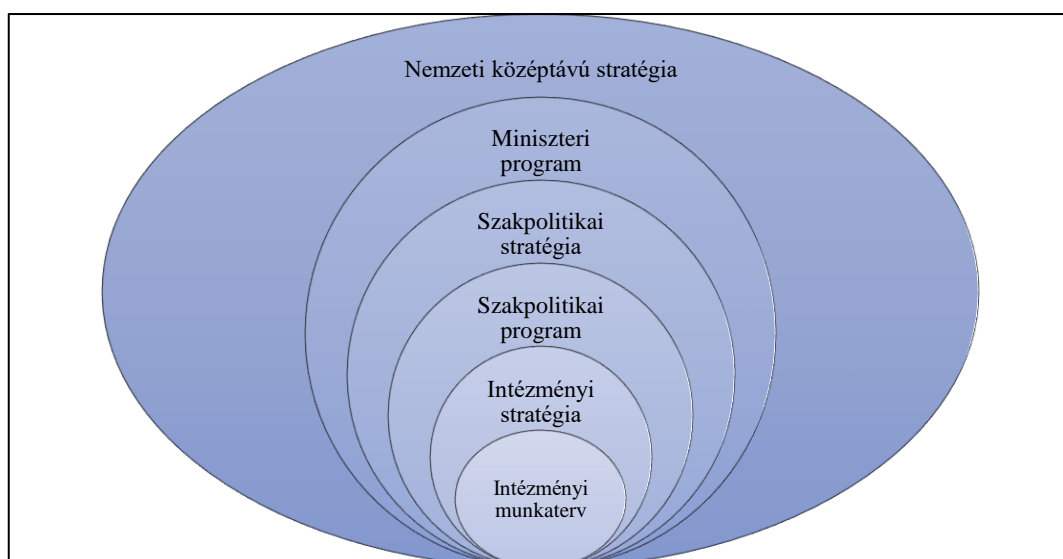 Nemzeti középtávú stratégia
Miniszteri
program
Szakpolitikai
stratégia
Szakpolitikai
program
Intézményi
stratégia
Intézményi
munkaterv